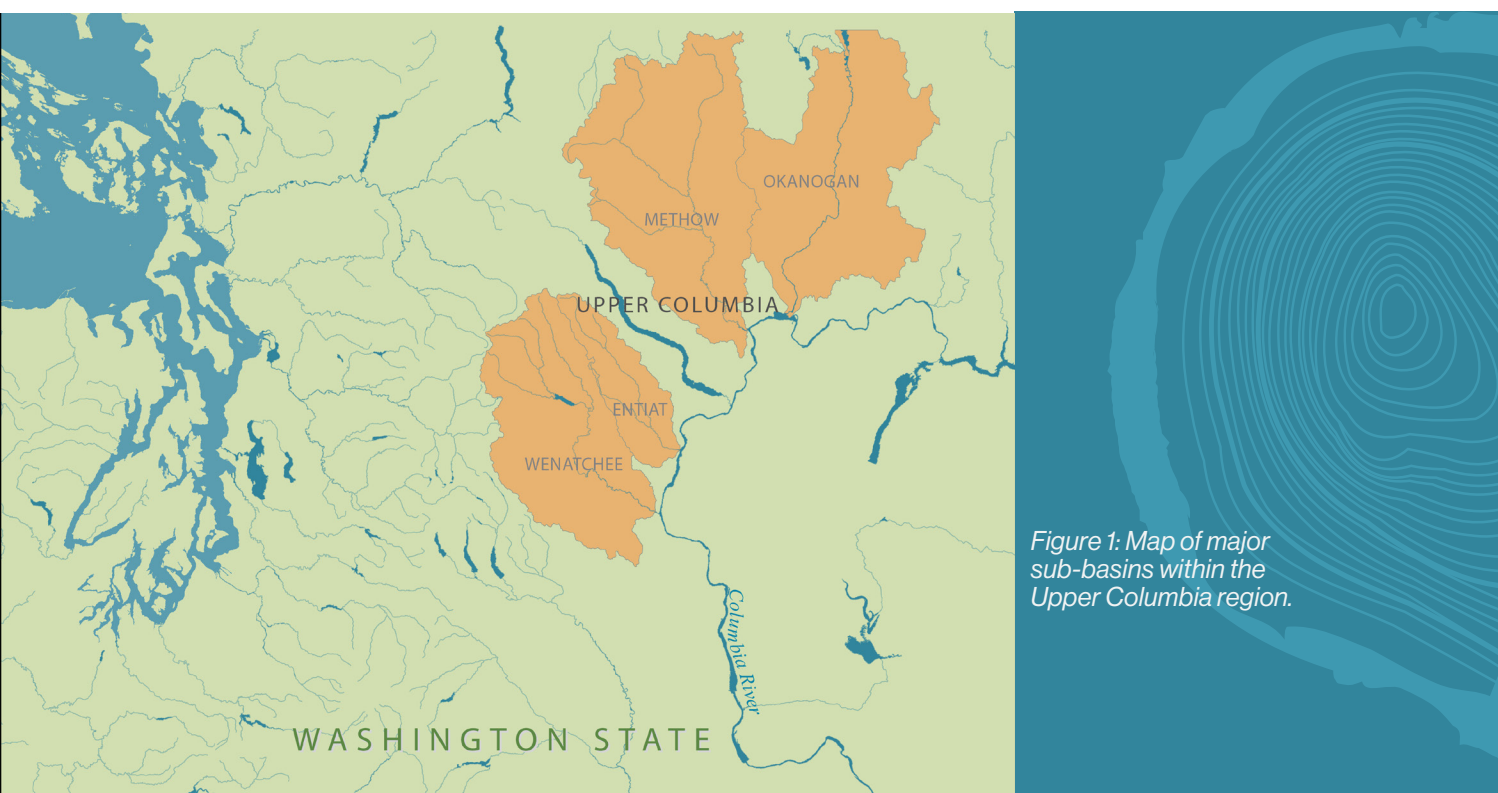 OKANOGAN
METHOW
UPPER COLUMBIA
ENTIAT
WENATCHEE
Columbia River
WASHINGTON STATE
Figure 1: Map of major
sub-basins within the
Upper Columbia region.